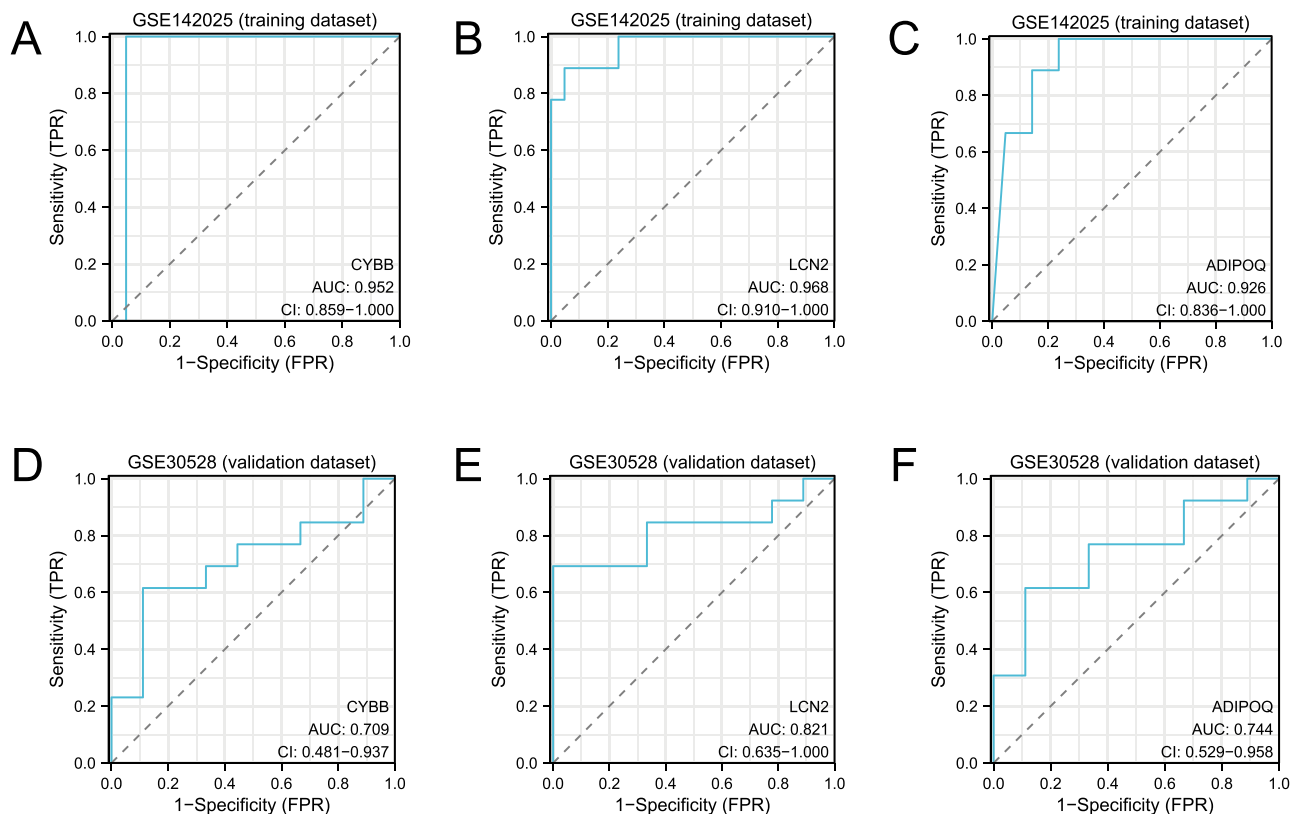 A
GSE142025 (training dataset)
Sensitivity (TPR)
1.0
0.8
0.6
0.4
0.2
0.0
CYBB
AUC: 0.952
CI: 0.859−1.000
0.0 0.2 0.4 0.6 0.8 1.0
1−Specificity (FPR)
B
GSE142025 (training dataset)
Sensitivity (TPR)
1.0
0.8
0.6
0.4
0.2
0.0
LCN2
AUC: 0.968
CI: 0.910−1.000
0.0 0.2 0.4 0.6 0.8 1.0
1−Specificity (FPR)
C
GSE142025 (training dataset)
Sensitivity (TPR)
1.0
0.8
0.6
0.4
0.2
0.0
ADIPOQ
AUC: 0.926
CI: 0.836−1.000
0.0 0.2 0.4 0.6 0.8 1.0
1−Specificity (FPR)
D
GSE30528 (validation dataset)
Sensitivity (TPR)
1.0
0.8
0.6
0.4
0.2
0.0
CYBB
AUC: 0.709
CI: 0.481−0.937
0.0 0.2 0.4 0.6 0.8 1.0
1−Specificity (FPR)
E
GSE30528 (validation dataset)
Sensitivity (TPR)
1.0
0.8
0.6
0.4
0.2
0.0
LCN2
AUC: 0.821
CI: 0.635−1.000
0.0 0.2 0.4 0.6 0.8 1.0
1−Specificity (FPR)
F
GSE30528 (validation dataset)
Sensitivity (TPR)
1.0
0.8
0.6
0.4
0.2
0.0
ADIPOQ
AUC: 0.744
CI: 0.529−0.958
0.0 0.2 0.4 0.6 0.8 1.0
1−Specificity (FPR)